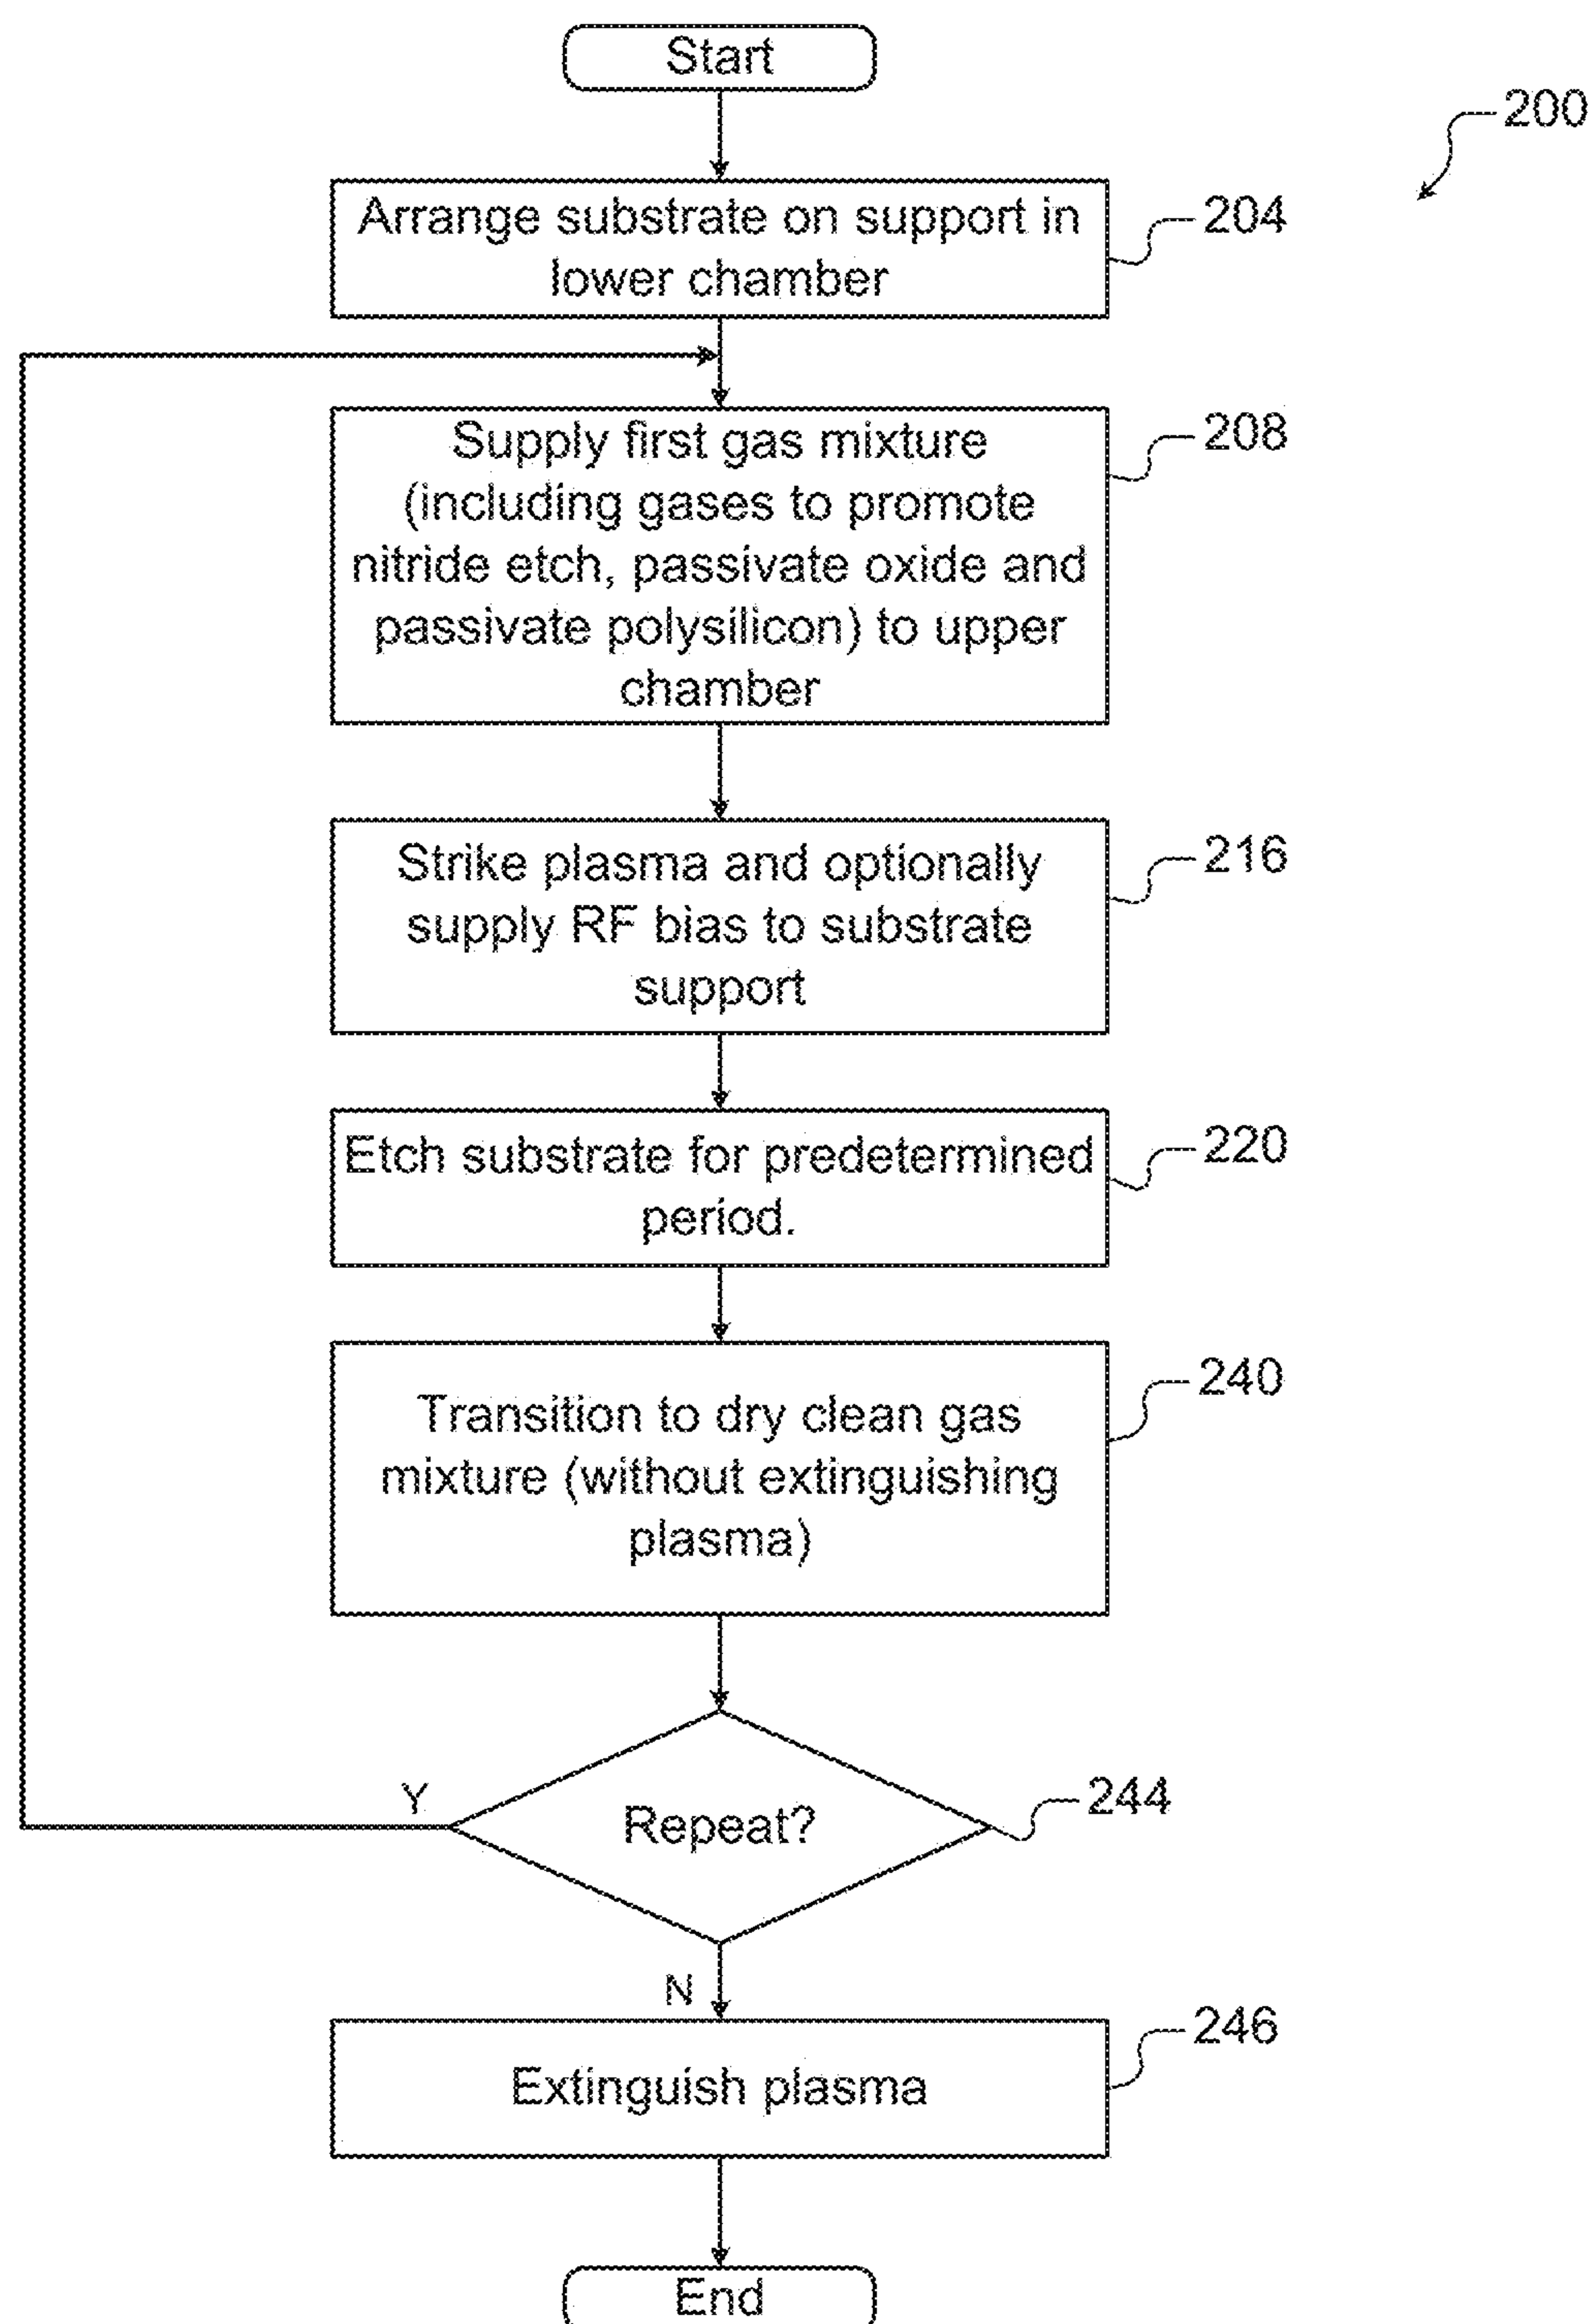 Start
200
Arrange substrate on support in
lower chamber
204
Supply first gas mixture
(including gases to promote
nitride etch, passivate oxide and
passivate polysilicon) to upper
chamber
208
Strike plasma and optionally
supply RF bias to substrate
support
216
Etch substrate for predetermined
period.
220
Transition to dry clean gas
mixture (without extinguishing
plasma)
240
Y
Repeat?
244
N
Extinguish plasma
246
End